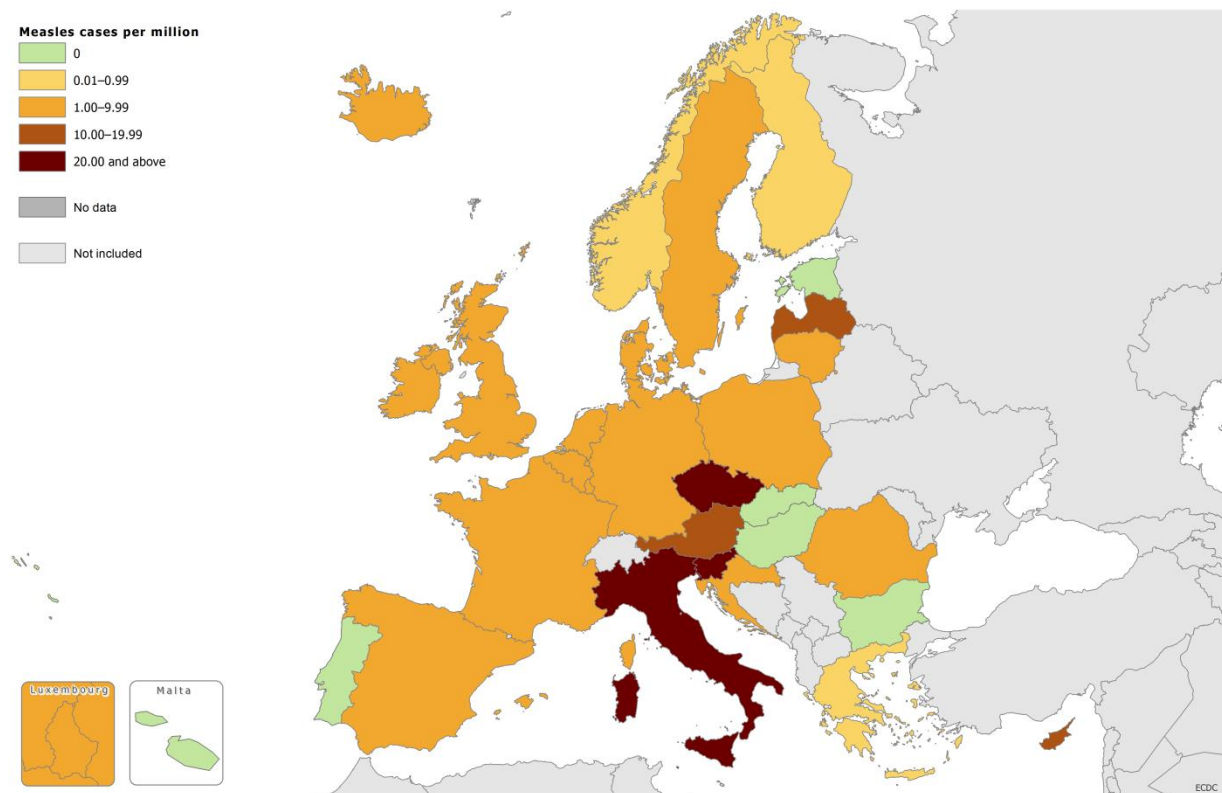 Measles cases per million
0
0.01–0.99
1.00–9.99
10.00–19.99
20.00 and above
No data
Not included
Luxembourg
Malta
ECDC